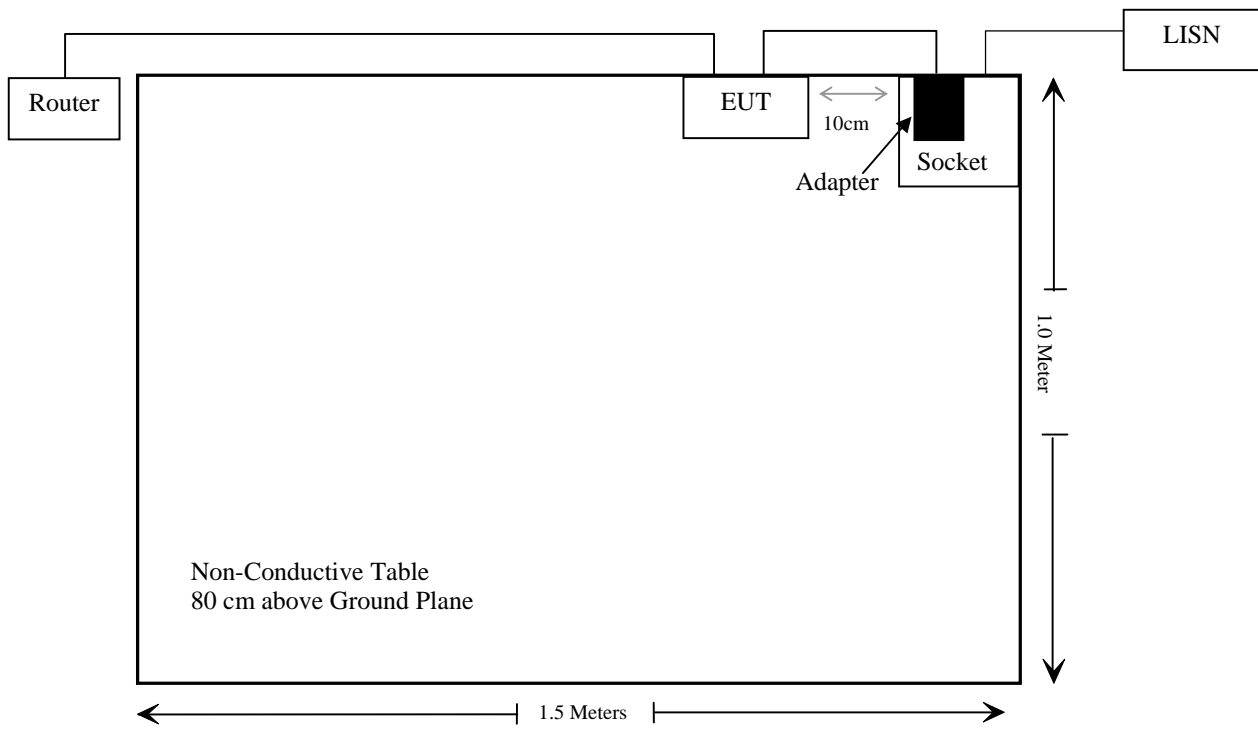 LISN
Router
EUT
10cm
Adapter
Socket
1.0 Meter
Non-Conductive Table
80 cm above Ground Plane
1.5 Meters